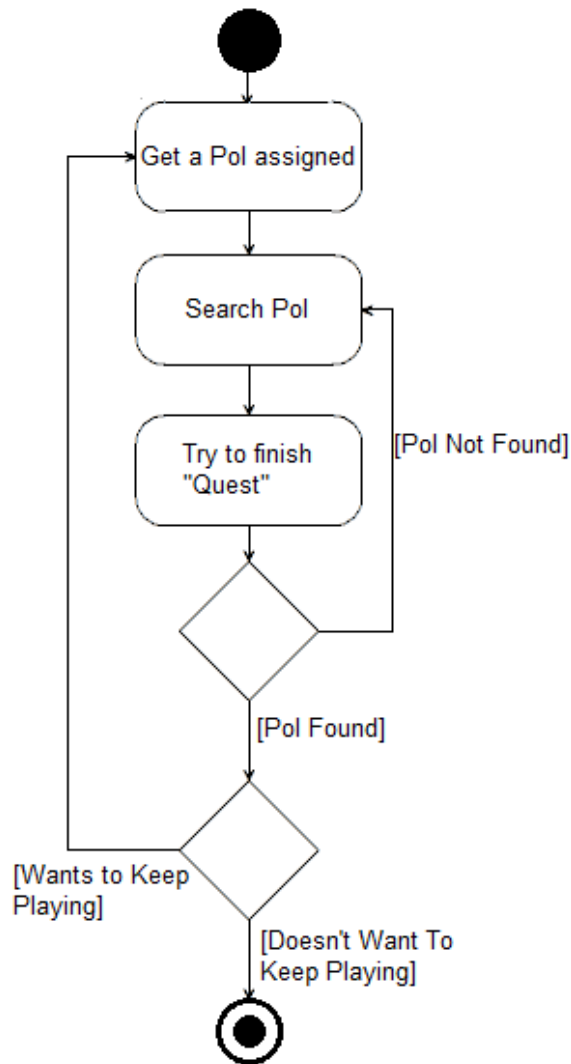 Get a PoI assigned
Search PoI
Try to finish
"Quest"
[PoI Not Found]
[PoI Found]
[Wants to Keep
Playing]
[Doesn't Want To
Keep Playing]